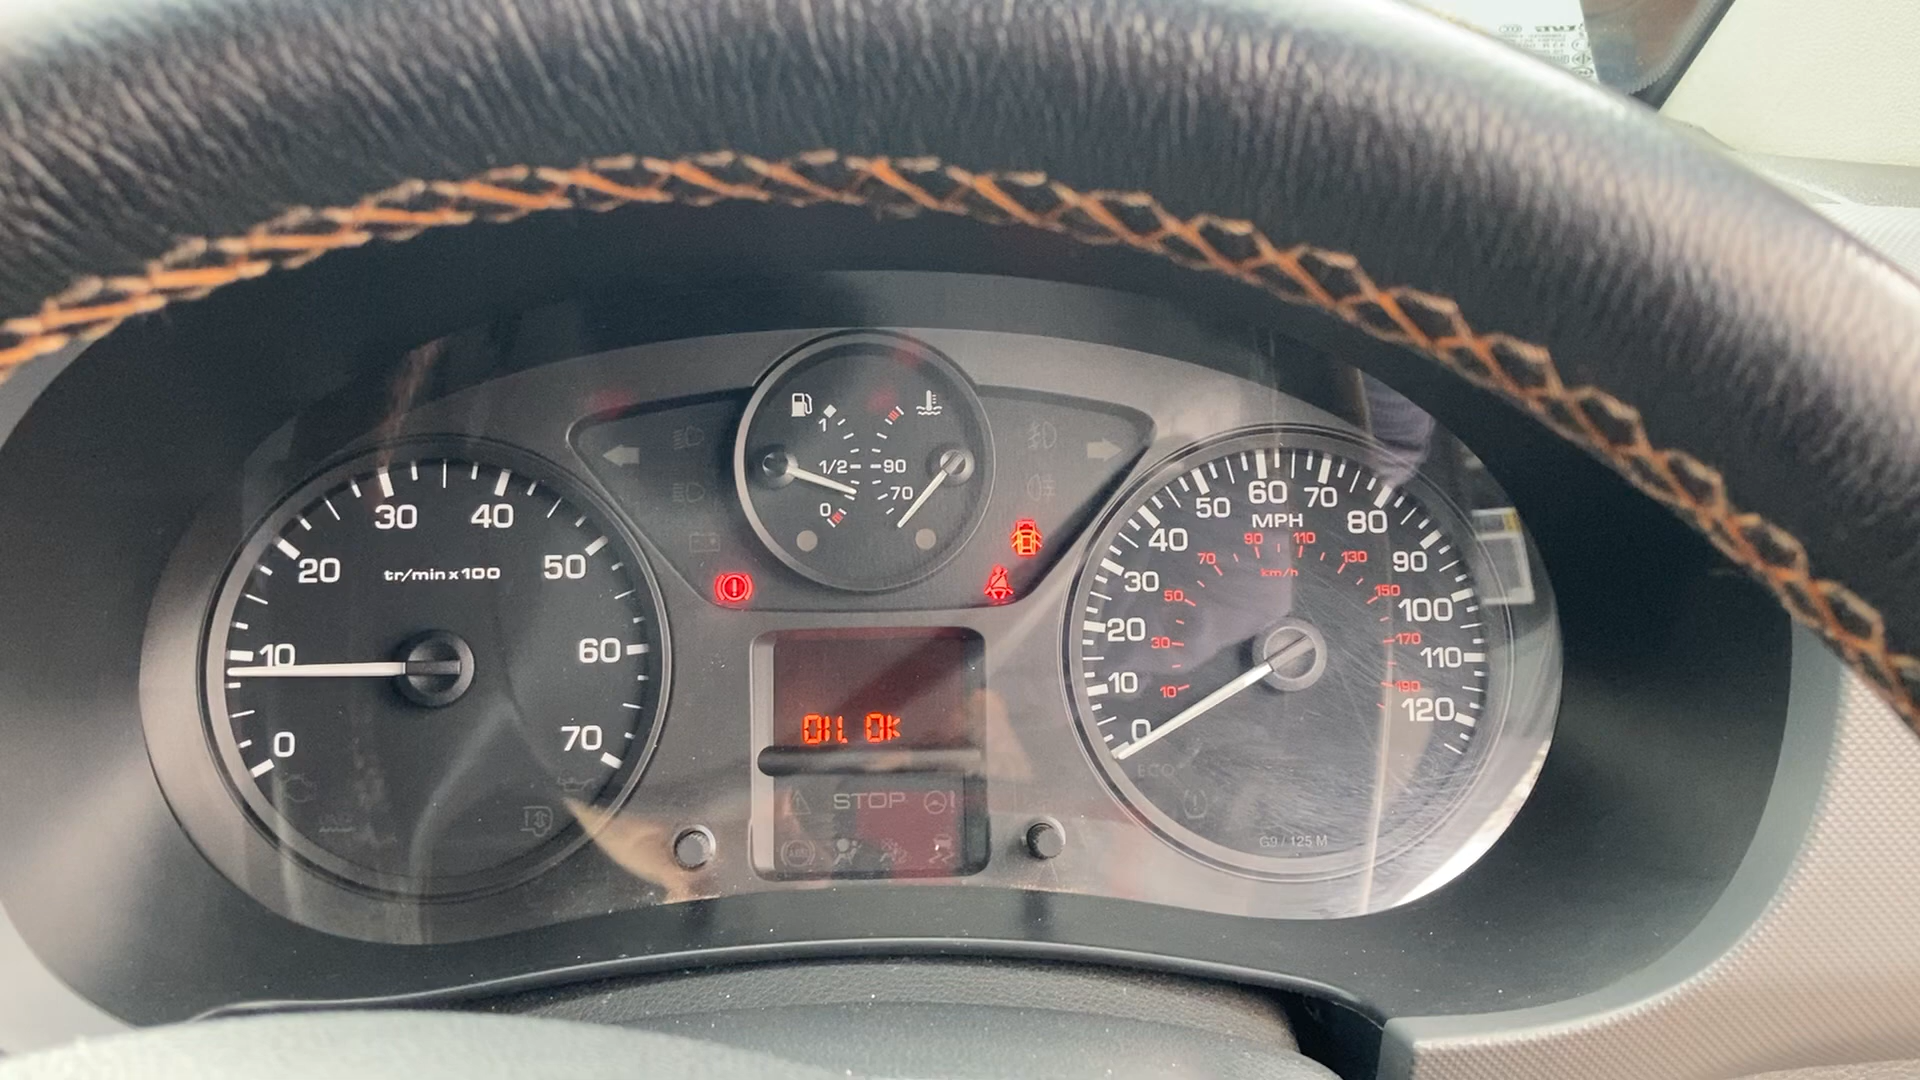 30 40
20 50
tr/min x 100
10 60
0 70
1
1/2 90
70
0
60
50 70
MPH
40 80
90 110
70 130
km/h
30 90
50 150
100
20
30 170
110
10
10 190
120
0
OIL OK
ECO
STOP
ABS
G9 / 125 M